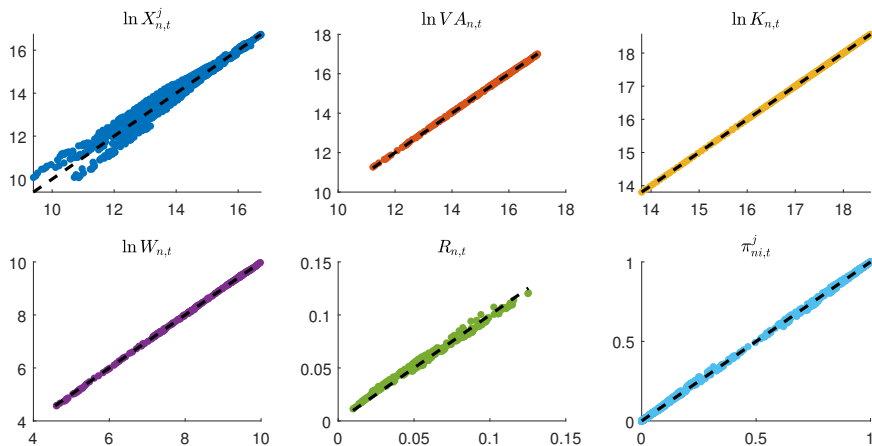 ln X^j_{n,t}
16
14
12
10
10 12 14 16
ln VA_{n,t}
18
16
14
12
10
10 12 14 16 18
ln K_{n,t}
18
17
16
15
14
14 15 16 17 18
ln W_{n,t}
10
8
6
4
4 6 8 10
R_{n,t}
0.15
0.1
0.05
0
0 0.05 0.1 0.15
π^j_{ni,t}
1
0.5
0
0 0.5 1